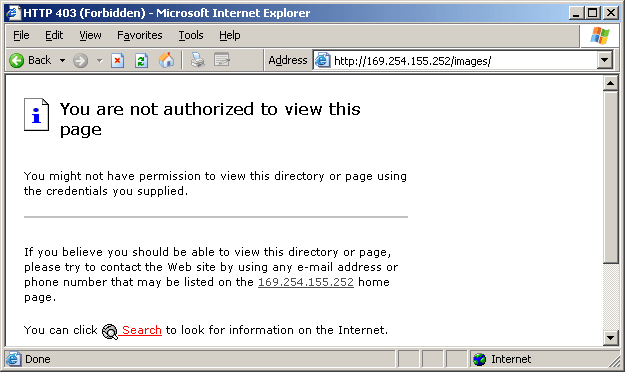 HTTP 403 (Forbidden) - Microsoft Internet Explorer
File Edit View Favorites Tools Help
Back Address http://169.254.155.252/images/
You are not authorized to view this
page
You might not have permission to view this directory or page using
the credentials you supplied.
If you believe you should be able to view this directory or page,
please try to contact the Web site by using any e-mail address or
phone number that may be listed on the 169.254.155.252 home
page.
You can click Search to look for information on the Internet.
Done Internet